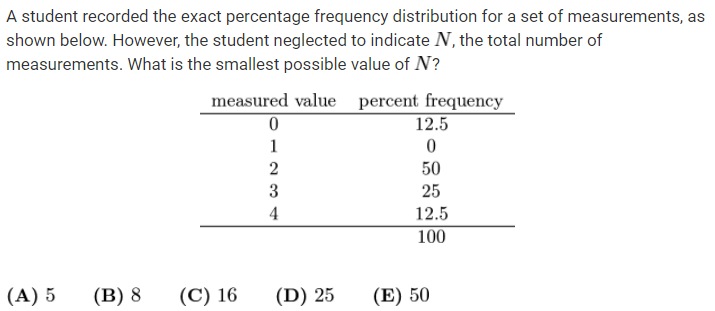 A student recorded the exact percentage frequency distribution for a set of measurements, as
shown below. However, the student neglected to indicate N, the total number of
measurements. What is the smallest possible value of N?
measured value percent frequency
0 12.5
1 0
2 50
3 25
4 12.5
100
(A) 5 (B) 8 (C) 16 (D) 25 (E) 50